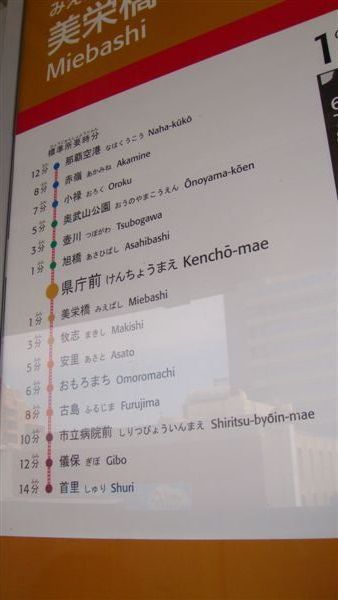 みえ
美栄橋
Miebashi
1
6
7
標準所要時分
12分 那覇空港 なはくうこう Naha-kūkō
8分 赤嶺 あかみね Akamine
7分 小禄 おろく Oroku
5分 奥武山公園 おうのやまこうえん Ōnoyama-kōen
3分 壺川 つぼがわ Tsubogawa
1分 旭橋 あさひばし Asahibashi
県庁前 けんちょうまえ Kenchō-mae
1分 美栄橋 みえばし Miebashi
3分 牧志 まきし Makishi
5分 安里 あさと Asato
6分 おもろまち Omoromachi
8分 古島 ふるじま Furujima
10分 市立病院前 しりつびょういんまえ Shiritsu-byōin-mae
12分 儀保 ぎぼ Gibo
14分 首里 しゅり Shuri